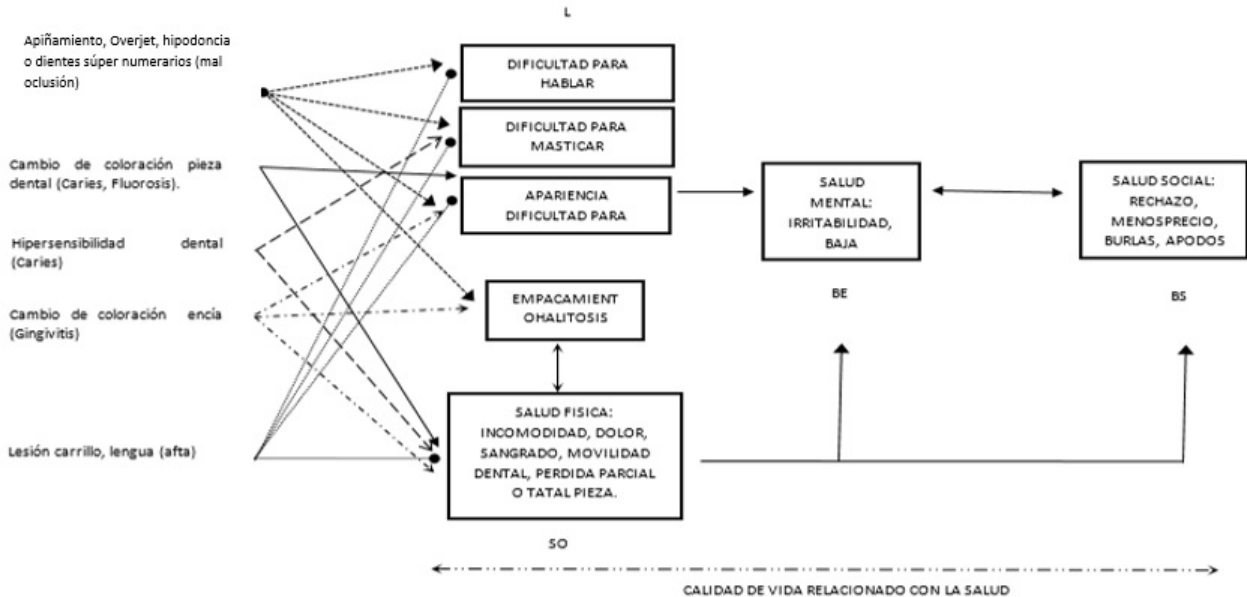 L
Apiñamiento, Overjet, hipodoncia
o dientes súper numerarios (mal
oclusión)
Cambio de coloración pieza
dental (Caries, Fluorosis).
Hipersensibilidad dental
(Caries)
Cambio de coloración encía
(Gingivitis)
Lesión carrillo, lengua (afta)
DIFICULTAD PARA
HABLAR
DIFICULTAD PARA
MASTICAR
APARIENCIA
DIFICULTAD PARA
EMPACAMIENT
OHALITOSIS
SALUD FISICA:
INCOMODIDAD, DOLOR,
SANGRADO, MOVILIDAD
DENTAL, PERDIDA PARCIAL
O TATAL PIEZA.
SO
SALUD
MENTAL:
IRRITABILIDAD,
BAJA
BE
SALUD SOCIAL:
RECHAZO,
MENOSPRECIO,
BURLAS, APODOS
BS
CALIDAD DE VIDA RELACIONADO CON LA SALUD